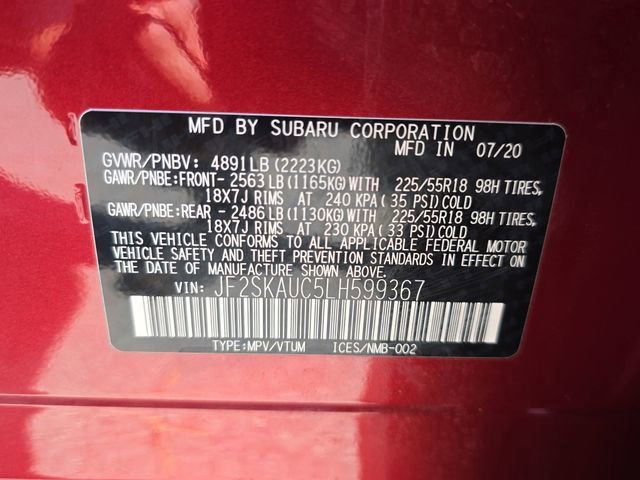 MFD BY SUBARU CORPORATION
MFD IN 07/20
GVWR/PNBV: 4891LB(2223KG)
GAWR/PNBE:FRONT- 2563LB(1165KG)WITH 225/55R18 98H TIRES,
18X7J RIMS AT 240 KPA( 35 PSI)COLD
GAWR/PNBE:REAR - 2486LB(1130KG)WITH 225/55R18 98H TIRES,
18X7J RIMS AT 230 KPA( 33 PSI)COLD
THIS VEHICLE CONFORMS TO ALL APPLICABLE FEDERAL MOTOR
VEHICLE SAFETY AND THEFT PREVENTION STANDARDS IN EFFECT ON
THE DATE OF MANUFACTURE SHOWN ABOVE.
VIN: JF2SKAUC5LH599367
TYPE:MPV/VTUM ICES/NMB-002